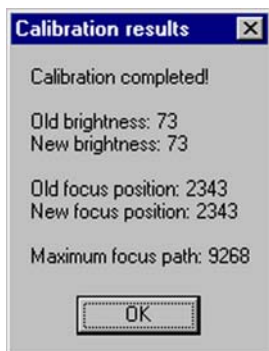 Calibration results
Calibration completed!
Old brightness: 73
New brightness: 73
Old focus position: 2343
New focus position: 2343
Maximum focus path: 9268
OK